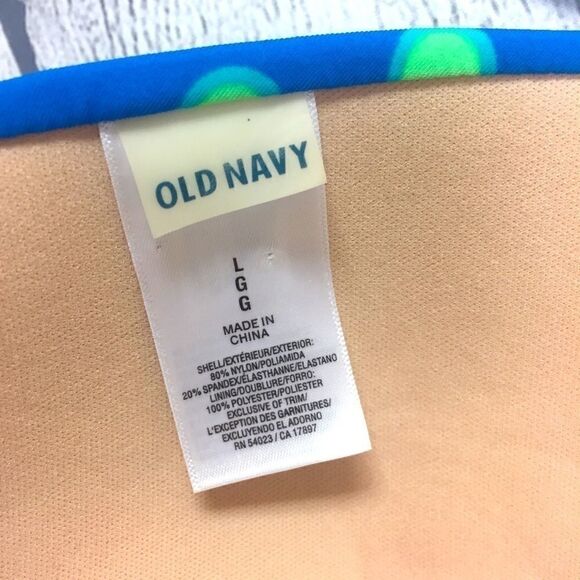 OLD NAVY
L
G
G
MADE IN
CHINA
SHELL/EXTÉRIEUR/EXTERIOR:
80% NYLON/POLIAMIDA
20% SPANDEX/ÉLASTHANNE/ELASTANO
LINING/DOUBLURE/FORRO:
100% POLYESTER/POLIESTER
EXCLUSIVE OF TRIM/
L'EXCEPTION DES GARNITURES/
EXCLUYENDO EL ADORNO
RN 54023 / CA 17897